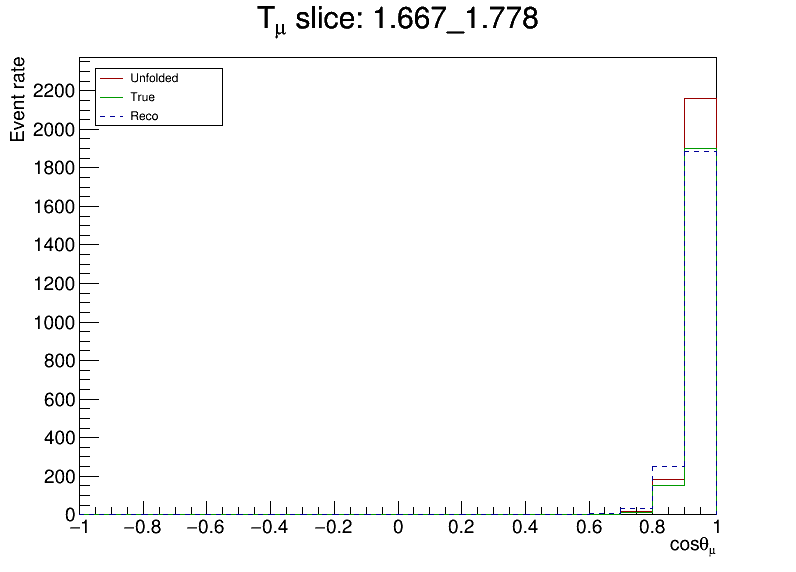 Tμ slice: 1.667_1.778
Event rate
Unfolded
True
Reco
2200
2000
1800
1600
1400
1200
1000
800
600
400
200
0
−1 −0.8 −0.6 −0.4 −0.2 0 0.2 0.4 0.6 0.8 1
cosθμ